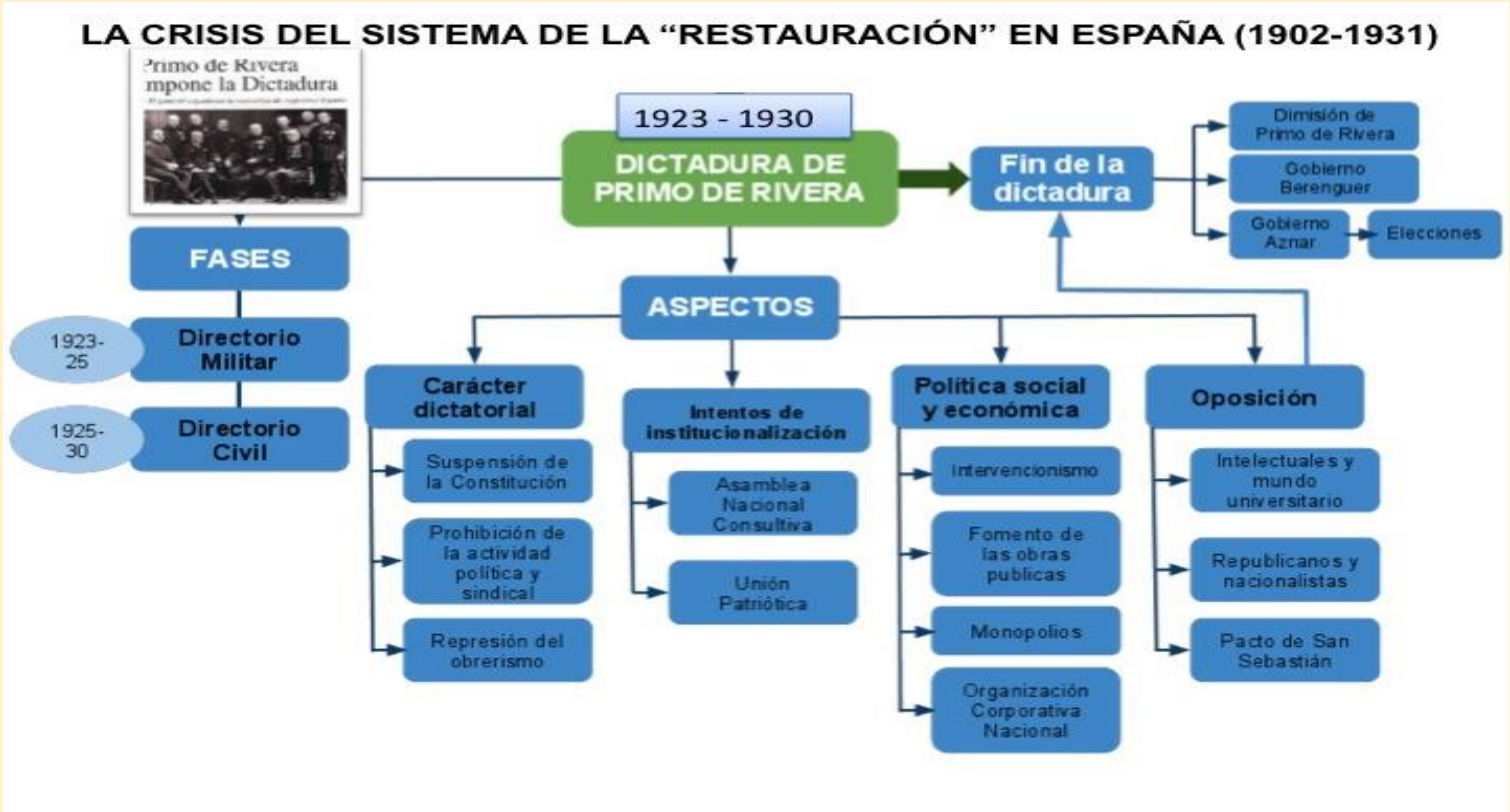 LA CRISIS DEL SISTEMA DE LA “RESTAURACIÓN” EN ESPAÑA (1902-1931)
Primo de Rivera
mpone la Dictadura
1923 - 1930
DICTADURA DE
PRIMO DE RIVERA
Fin de la
dictadura
Dimisión de
Primo de Rivera
Gobierno
Berenguer
Gobierno
Aznar
Elecciones
FASES
1923-
25
Directorio
Militar
1925-
30
Directorio
Civil
ASPECTOS
Carácter
dictatorial
Suspensión de
la Constitución
Prohibición de
la actividad
política y
sindical
Represión del
obrerismo
Intentos de
institucionalización
Asamblea
Nacional
Consultiva
Unión
Patriótica
Política social
y económica
Intervencionismo
Fomento de
las obras
publicas
Monopolios
Organización
Corporativa
Nacional
Oposición
Intelectuales y
mundo
universitario
Republicanos y
nacionalistas
Pacto de San
Sebastián